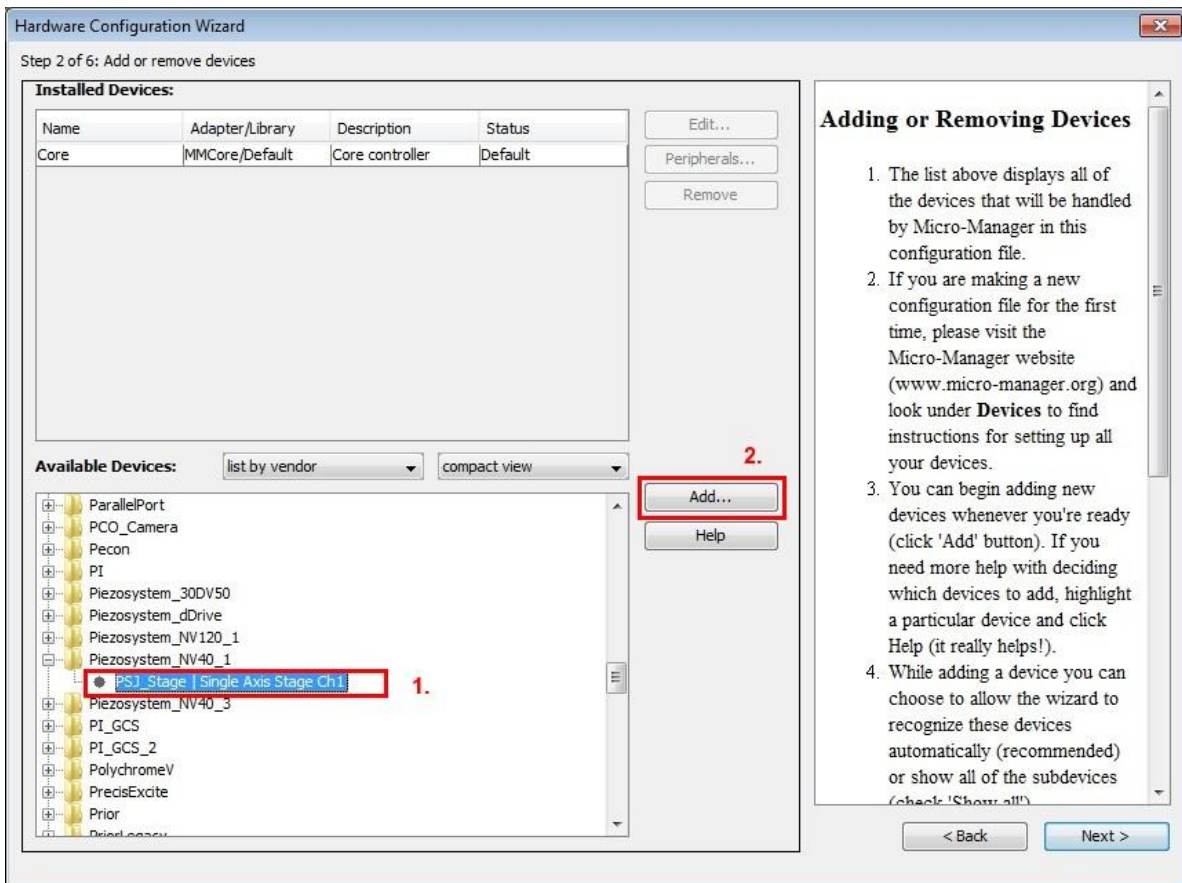 Hardware Configuration Wizard
Step 2 of 6: Add or remove devices
Installed Devices:
Name Adapter/Library Description Status
Core MMCore/Default Core controller Default
Edit...
Peripherals...
Remove
Available Devices: list by vendor compact view
2.
Add...
Help
ParallelPort
PCO_Camera
Pecon
PI
Piezosystem_30DV50
Piezosystem_dDrive
Piezosystem_NV120_1
Piezosystem_NV40_1
PSJ_Stage | Single Axis Stage Ch1
1.
Piezosystem_NV40_3
PI_GCS
PI_GCS_2
PolychromeV
PrecisExcite
Prior
PriorLegacy
Adding or Removing Devices
1. The list above displays all of
the devices that will be handled
by Micro-Manager in this
configuration file.
2. If you are making a new
configuration file for the first
time, please visit the
Micro-Manager website
(www.micro-manager.org) and
look under Devices to find
instructions for setting up all
your devices.
3. You can begin adding new
devices whenever you're ready
(click 'Add' button). If you
need more help with deciding
which devices to add, highlight
a particular device and click
Help (it really helps!).
4. While adding a device you can
choose to allow the wizard to
recognize these devices
automatically (recommended)
or show all of the subdevices
(check 'Show all')
< Back
Next >